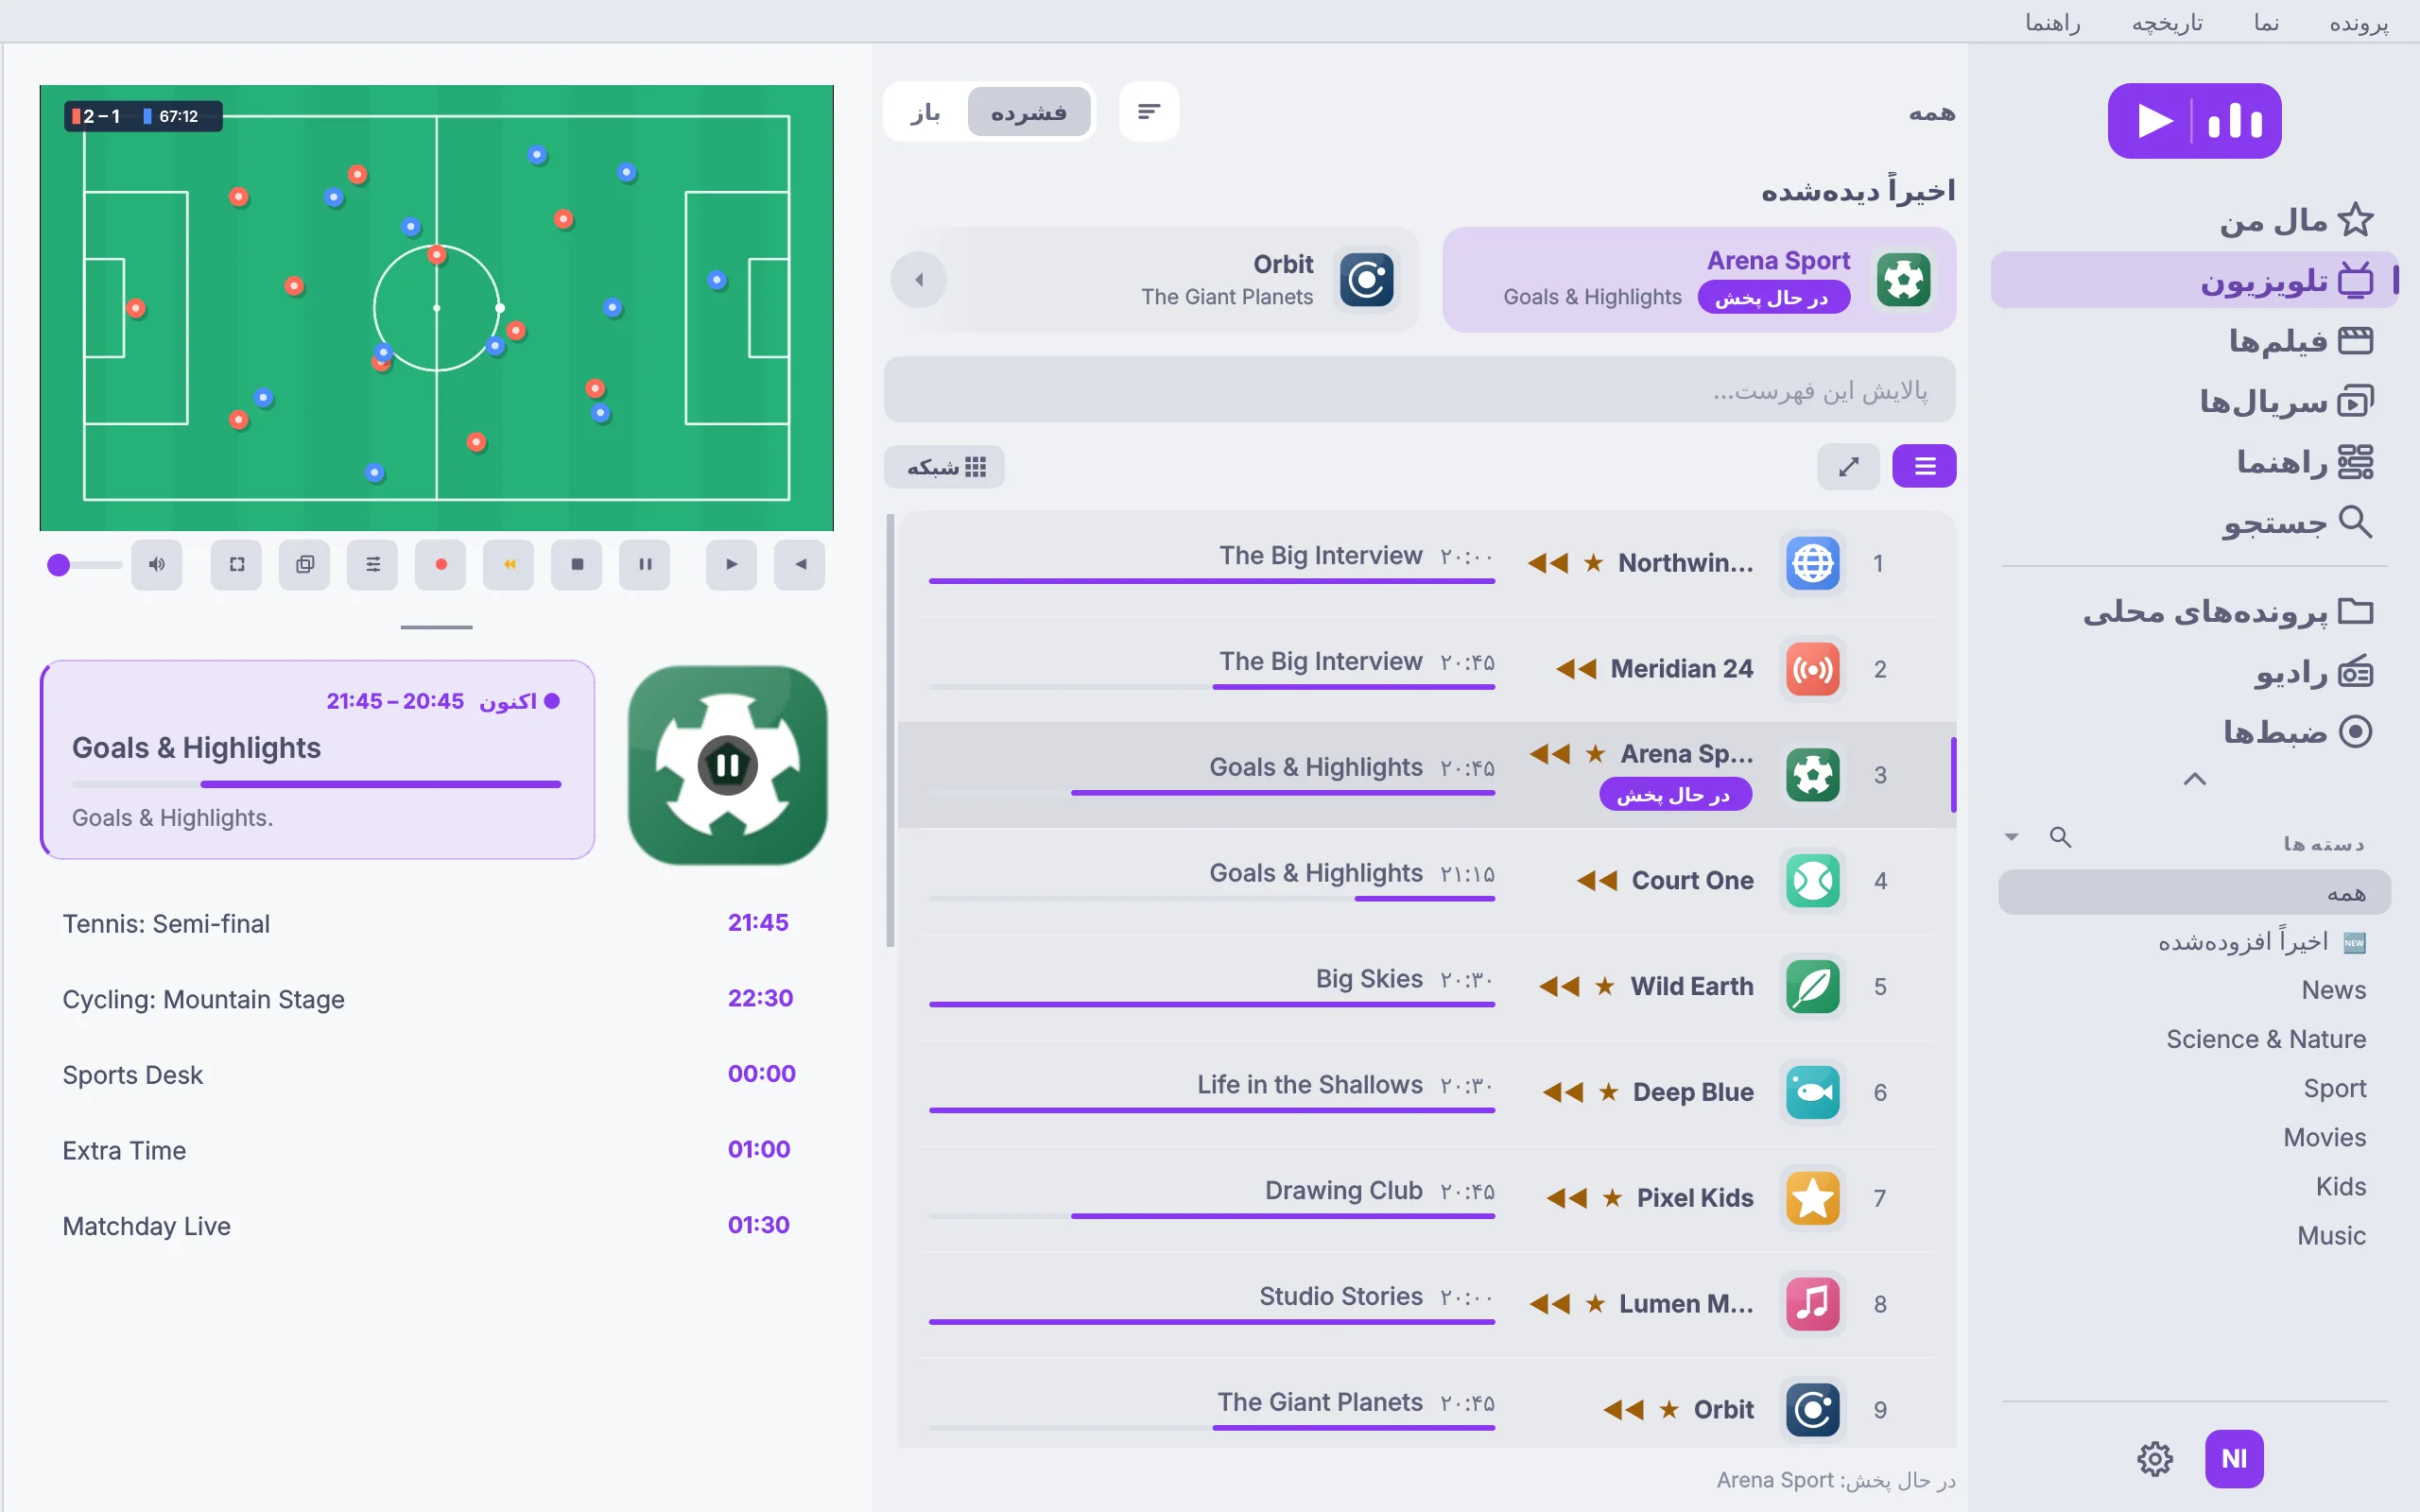 پرونده
نما
تاریخچه
راهنما
مال من
تلویزیون
فیلم‌ها
سریال‌ها
راهنما
جستجو
پرونده‌های محلی
رادیو
ضبط‌ها
دسته ها
همه
🆕 اخیراً افزوده‌شده
News
Science & Nature
Sport
Movies
Kids
Music
NI
همه
فشرده
باز
اخیراً دیده‌شده
Arena Sport
در حال پخش
Goals & Highlights
Orbit
The Giant Planets
پالایش این فهرست...
شبکه
1
Northwin...
۲۰:۰۰
The Big Interview
2
Meridian 24
۲۰:۴۵
The Big Interview
3
Arena Sp...
در حال پخش
۲۰:۴۵
Goals & Highlights
4
Court One
۲۱:۱۵
Goals & Highlights
5
Wild Earth
۲۰:۳۰
Big Skies
6
Deep Blue
۲۰:۳۰
Life in the Shallows
7
Pixel Kids
۲۰:۴۵
Drawing Club
8
Lumen M...
۲۰:۰۰
Studio Stories
9
Orbit
۲۰:۴۵
The Giant Planets
در حال پخش: Arena Sport
2 – 1
67:12
اکنون
21:45 – 20:45
Goals & Highlights
Goals & Highlights.
Tennis: Semi-final
21:45
Cycling: Mountain Stage
22:30
Sports Desk
00:00
Extra Time
01:00
Matchday Live
01:30